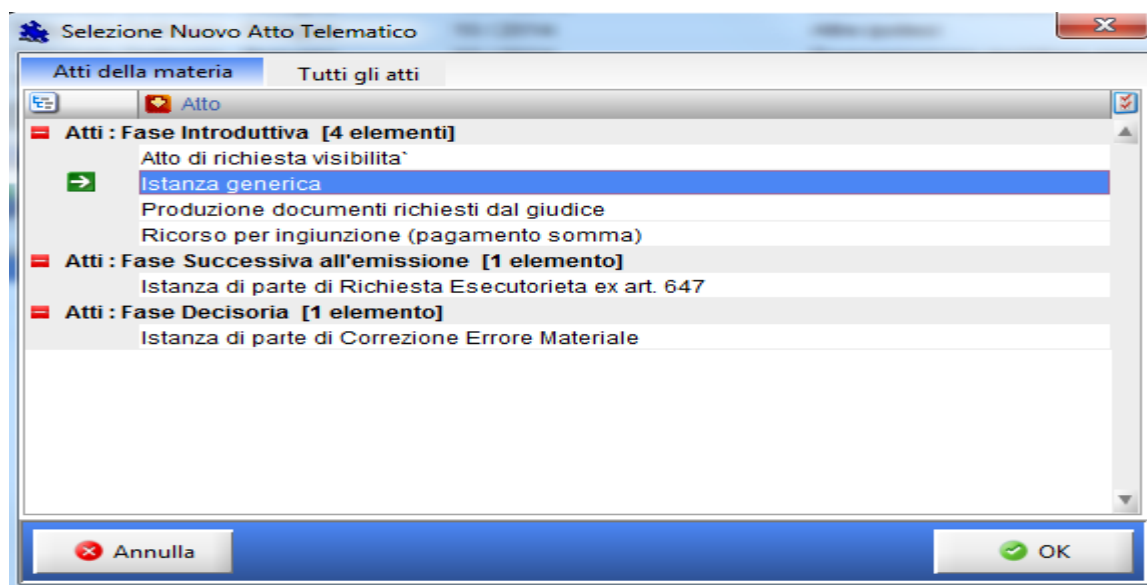 Selezione Nuovo Atto Telematico
Atti della materia Tutti gli atti
Atto
Atti : Fase Introduttiva [4 elementi]
Atto di richiesta visibilita`
Istanza generica
Produzione documenti richiesti dal giudice
Ricorso per ingiunzione (pagamento somma)
Atti : Fase Successiva all'emissione [1 elemento]
Istanza di parte di Richiesta Esecutorieta ex art. 647
Atti : Fase Decisoria [1 elemento]
Istanza di parte di Correzione Errore Materiale
Annulla OK